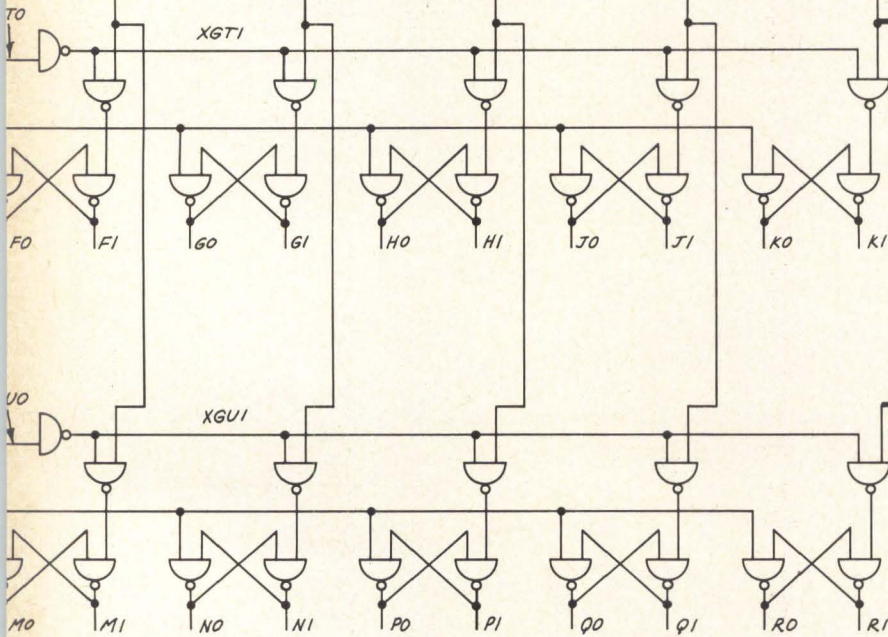 TO
XGT1
F0 F1 G0 G1 H0 H1 J0 J1 K0 K1
U0
XGU1
M0 M1 N0 N1 P0 P1 Q0 Q1 R0 R1